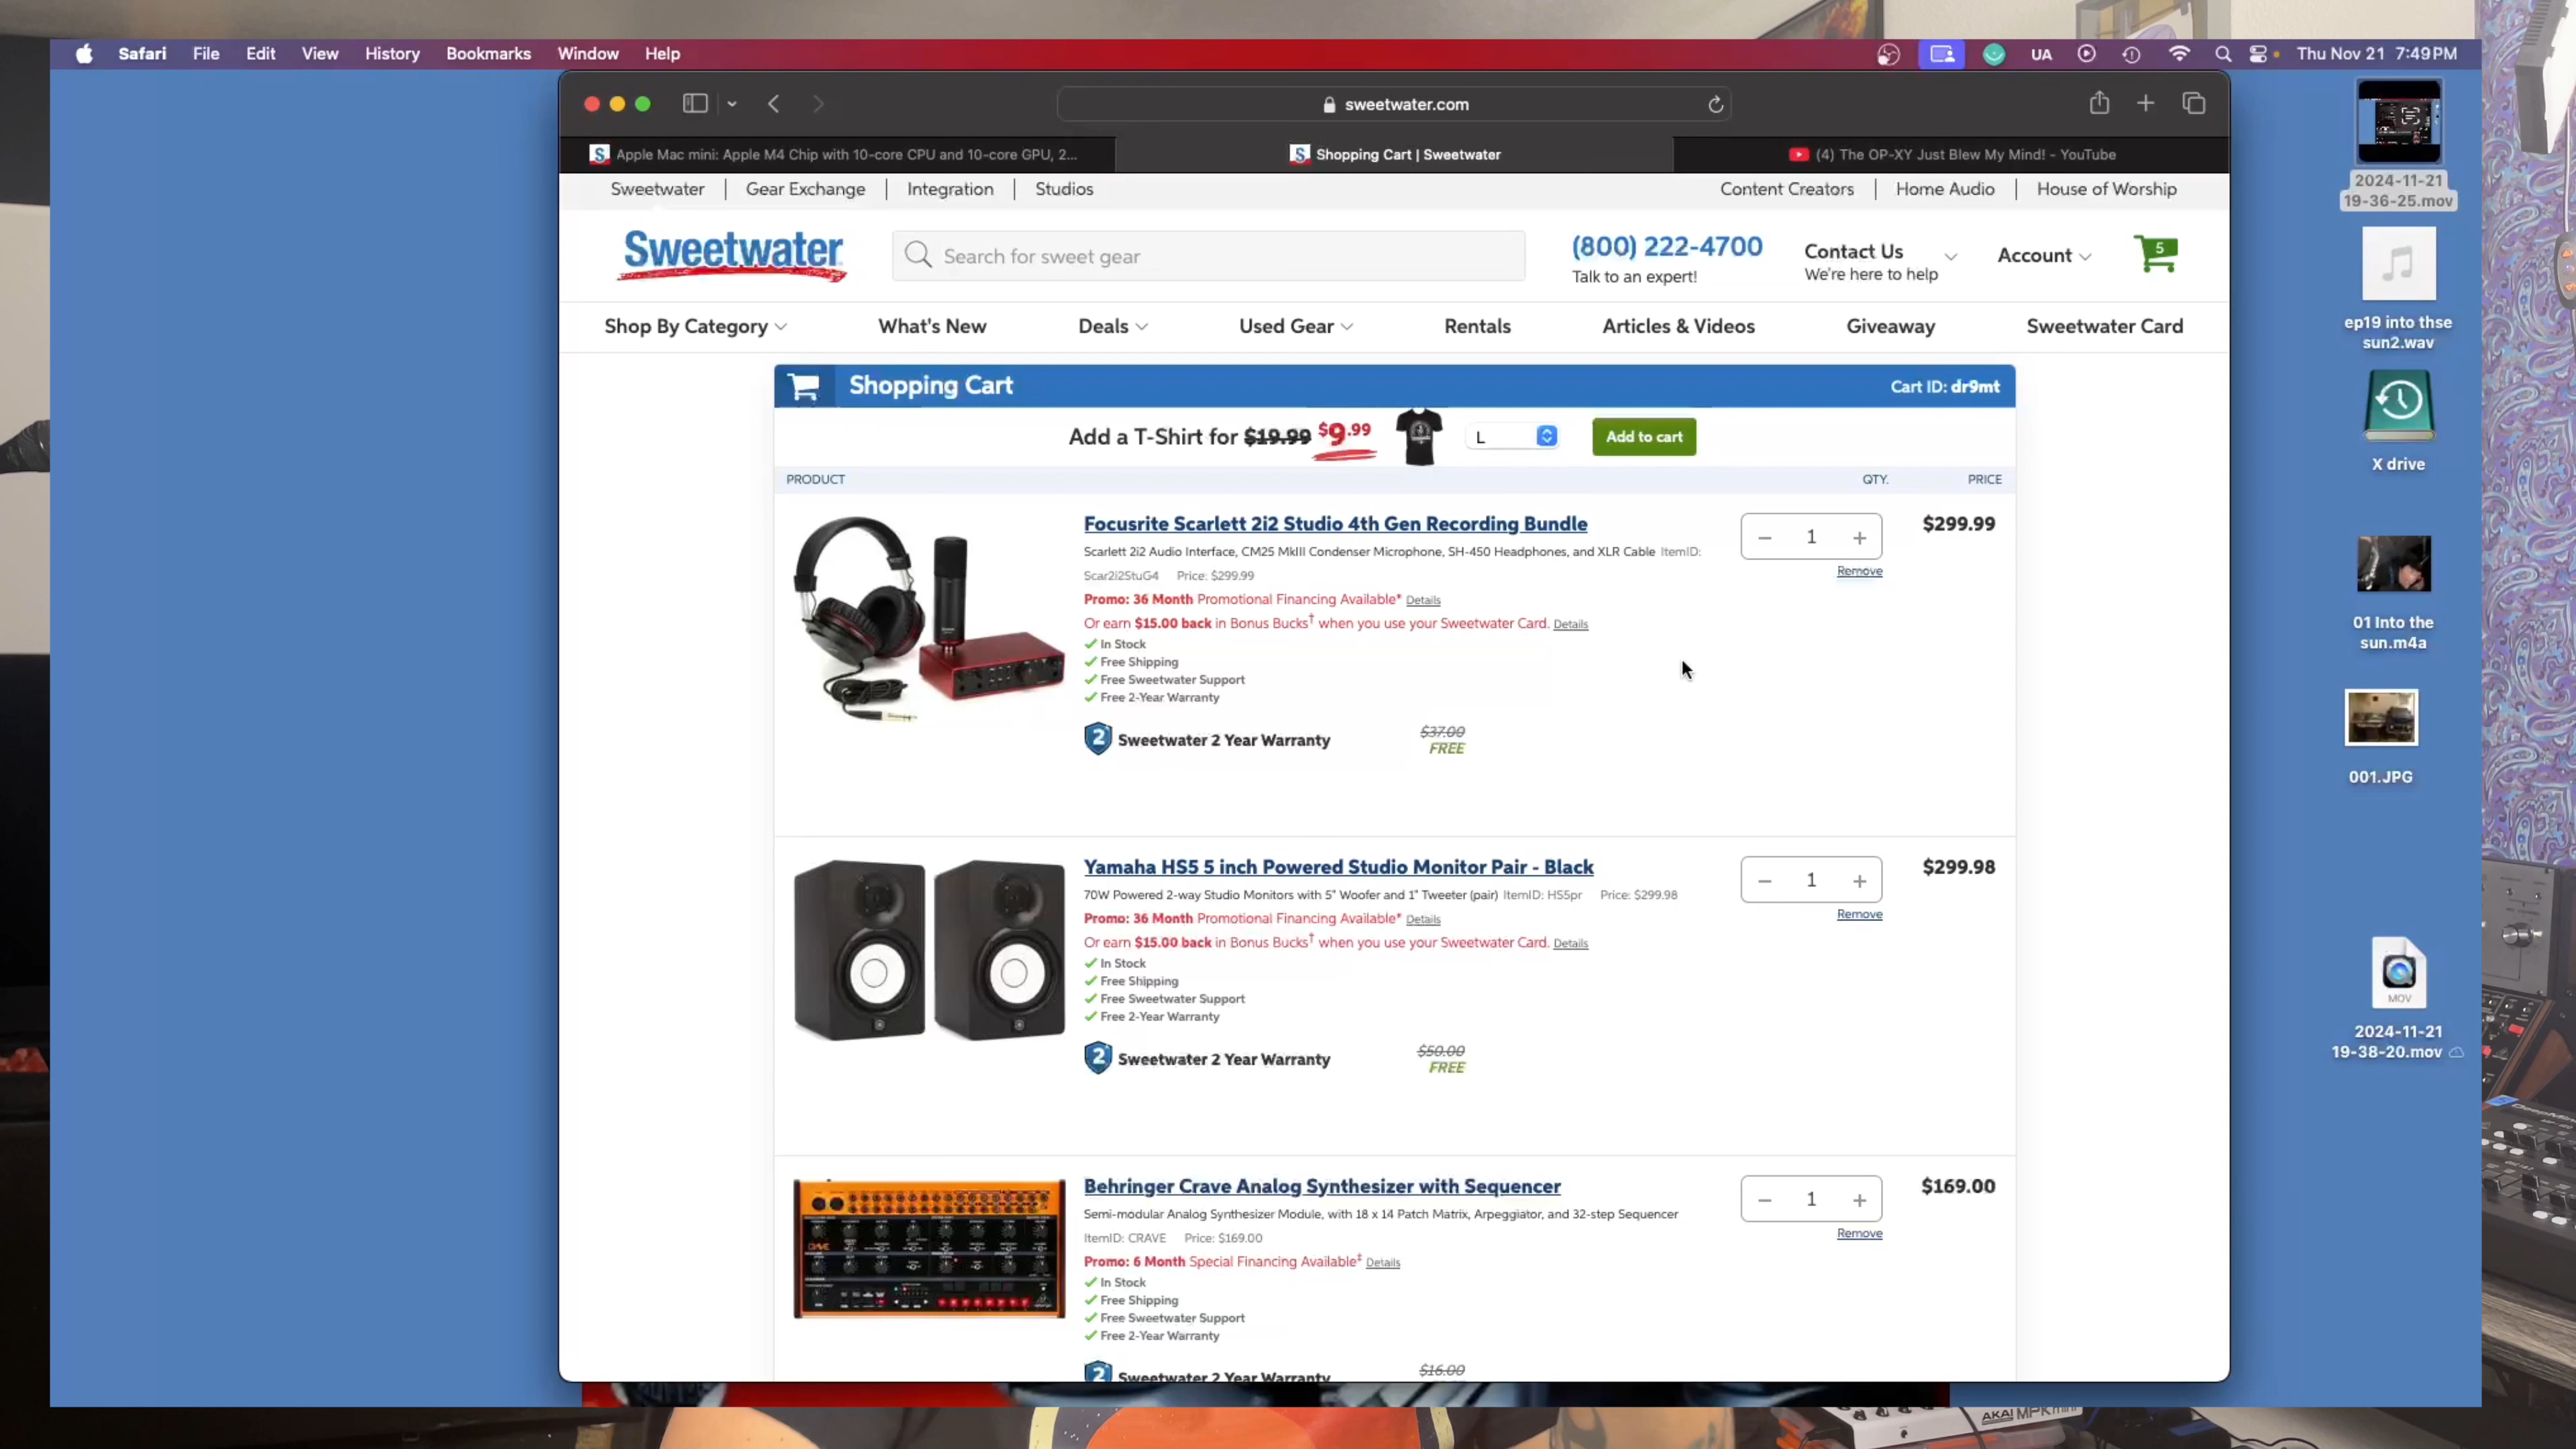 Safari File Edit View History Bookmarks Window Help UA Thu Nov 21 7:49 PM
sweetwater.com
Apple Mac mini: Apple M4 Chip with 10-core CPU and 10-core GPU, 2...
Shopping Cart | Sweetwater
(4) The OP-XY Just Blew My Mind! - YouTube
Sweetwater Gear Exchange Integration Studios Content Creators Home Audio House of Worship
Sweetwater
Search for sweet gear
(800) 222-4700
Talk to an expert!
Contact Us
We're here to help
Account
5
Shop By Category What's New Deals Used Gear Rentals Articles & Videos Giveaway Sweetwater Card
Shopping Cart Cart ID: dr9mt
Add a T-Shirt for $19.99 $9.99 L Add to cart
PRODUCT QTY. PRICE
Focusrite Scarlett 2i2 Studio 4th Gen Recording Bundle 1 $299.99
Scarlett 2i2 Audio Interface, CM25 MkIII Condenser Microphone, SH-450 Headphones, and XLR Cable ItemID:
Scar2i2StuG4 Price: $299.99
Remove
Promo: 36 Month Promotional Financing Available* Details
Or earn $15.00 back in Bonus Bucks† when you use your Sweetwater Card. Details
In Stock
Free Shipping
Free Sweetwater Support
Free 2-Year Warranty
2 Sweetwater 2 Year Warranty $37.00
FREE
Yamaha HS5 5 inch Powered Studio Monitor Pair - Black 1 $299.98
70W Powered 2-way Studio Monitors with 5" Woofer and 1" Tweeter (pair) ItemID: HS5pr Price: $299.98
Remove
Promo: 36 Month Promotional Financing Available* Details
Or earn $15.00 back in Bonus Bucks† when you use your Sweetwater Card. Details
In Stock
Free Shipping
Free Sweetwater Support
Free 2-Year Warranty
2 Sweetwater 2 Year Warranty $50.00
FREE
Behringer Crave Analog Synthesizer with Sequencer 1 $169.00
Semi-modular Analog Synthesizer Module, with 18 x 14 Patch Matrix, Arpeggiator, and 32-step Sequencer
ItemID: CRAVE Price: $169.00
Remove
Promo: 6 Month Special Financing Available‡ Details
In Stock
Free Shipping
Free Sweetwater Support
Free 2-Year Warranty
2 Sweetwater 2 Year Warranty $16.00
2024-11-21
19-36-25.mov
ep19 into thse
sun2.wav
X drive
01 Into the
sun.m4a
001.JPG
MOV
2024-11-21
19-38-20.mov
AKAI MPK mini